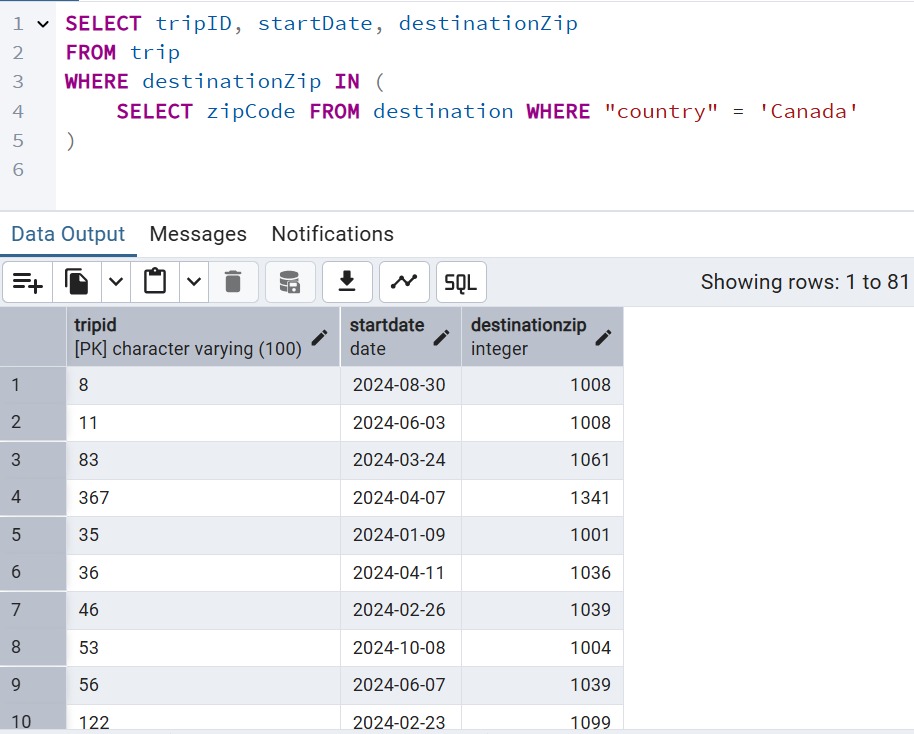 1 SELECT tripID, startDate, destinationZip
2 FROM trip
3 WHERE destinationZip IN (
4 SELECT zipCode FROM destination WHERE "country" = 'Canada'
5 )
6
Data Output Messages Notifications
SQL Showing rows: 1 to 81
tripid startdate destinationzip
[PK] character varying (100) date integer
1 8 2024-08-30 1008
2 11 2024-06-03 1008
3 83 2024-03-24 1061
4 367 2024-04-07 1341
5 35 2024-01-09 1001
6 36 2024-04-11 1036
7 46 2024-02-26 1039
8 53 2024-10-08 1004
9 56 2024-06-07 1039
10 122 2024-02-23 1099